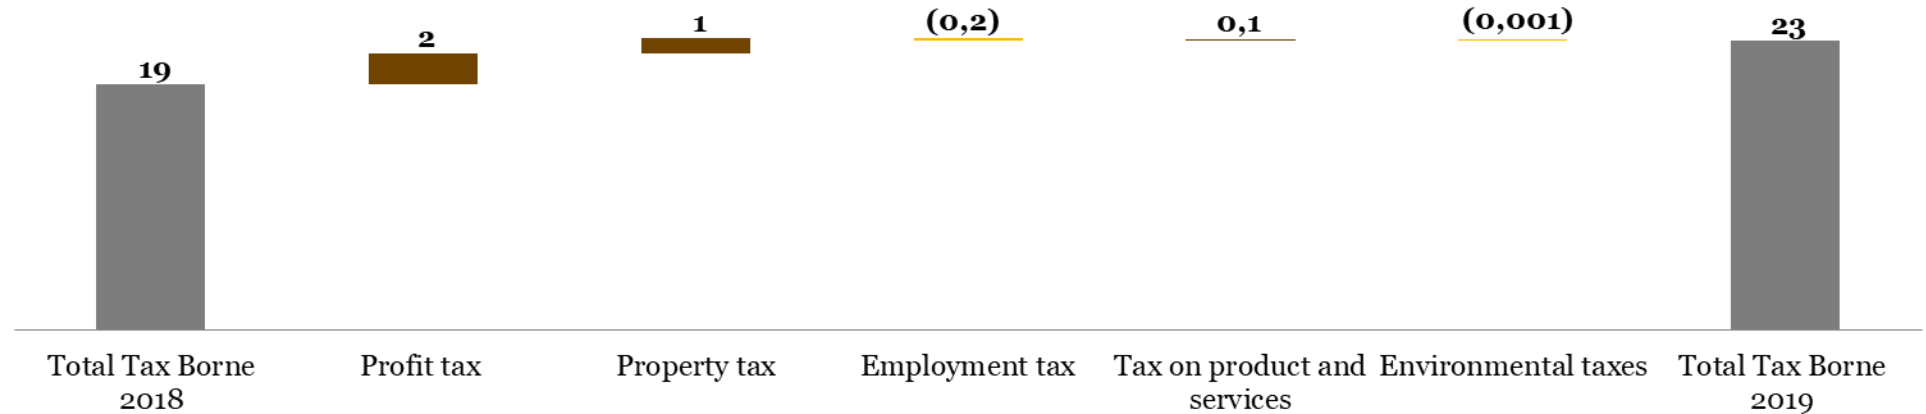 19
2
1
(0,2)
0,1
(0,001)
23
Total Tax Borne
2018
Profit tax
Property tax
Employment tax
Tax on product and
services
Environmental taxes
Total Tax Borne
2019